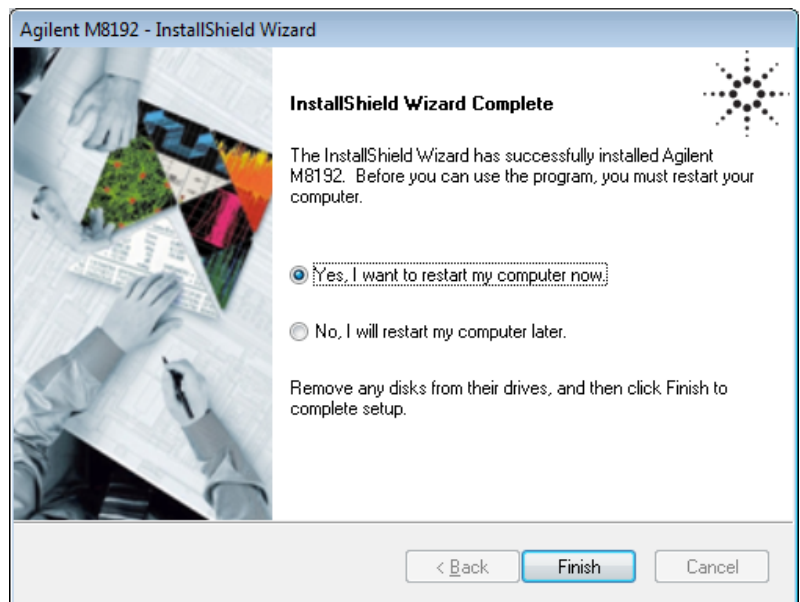 Agilent M8192 - InstallShield Wizard
InstallShield Wizard Complete
The InstallShield Wizard has successfully installed Agilent
M8192.  Before you can use the program, you must restart your
computer.
Yes, I want to restart my computer now.
No, I will restart my computer later.
Remove any disks from their drives, and then click Finish to
complete setup.
< Back
Finish
Cancel